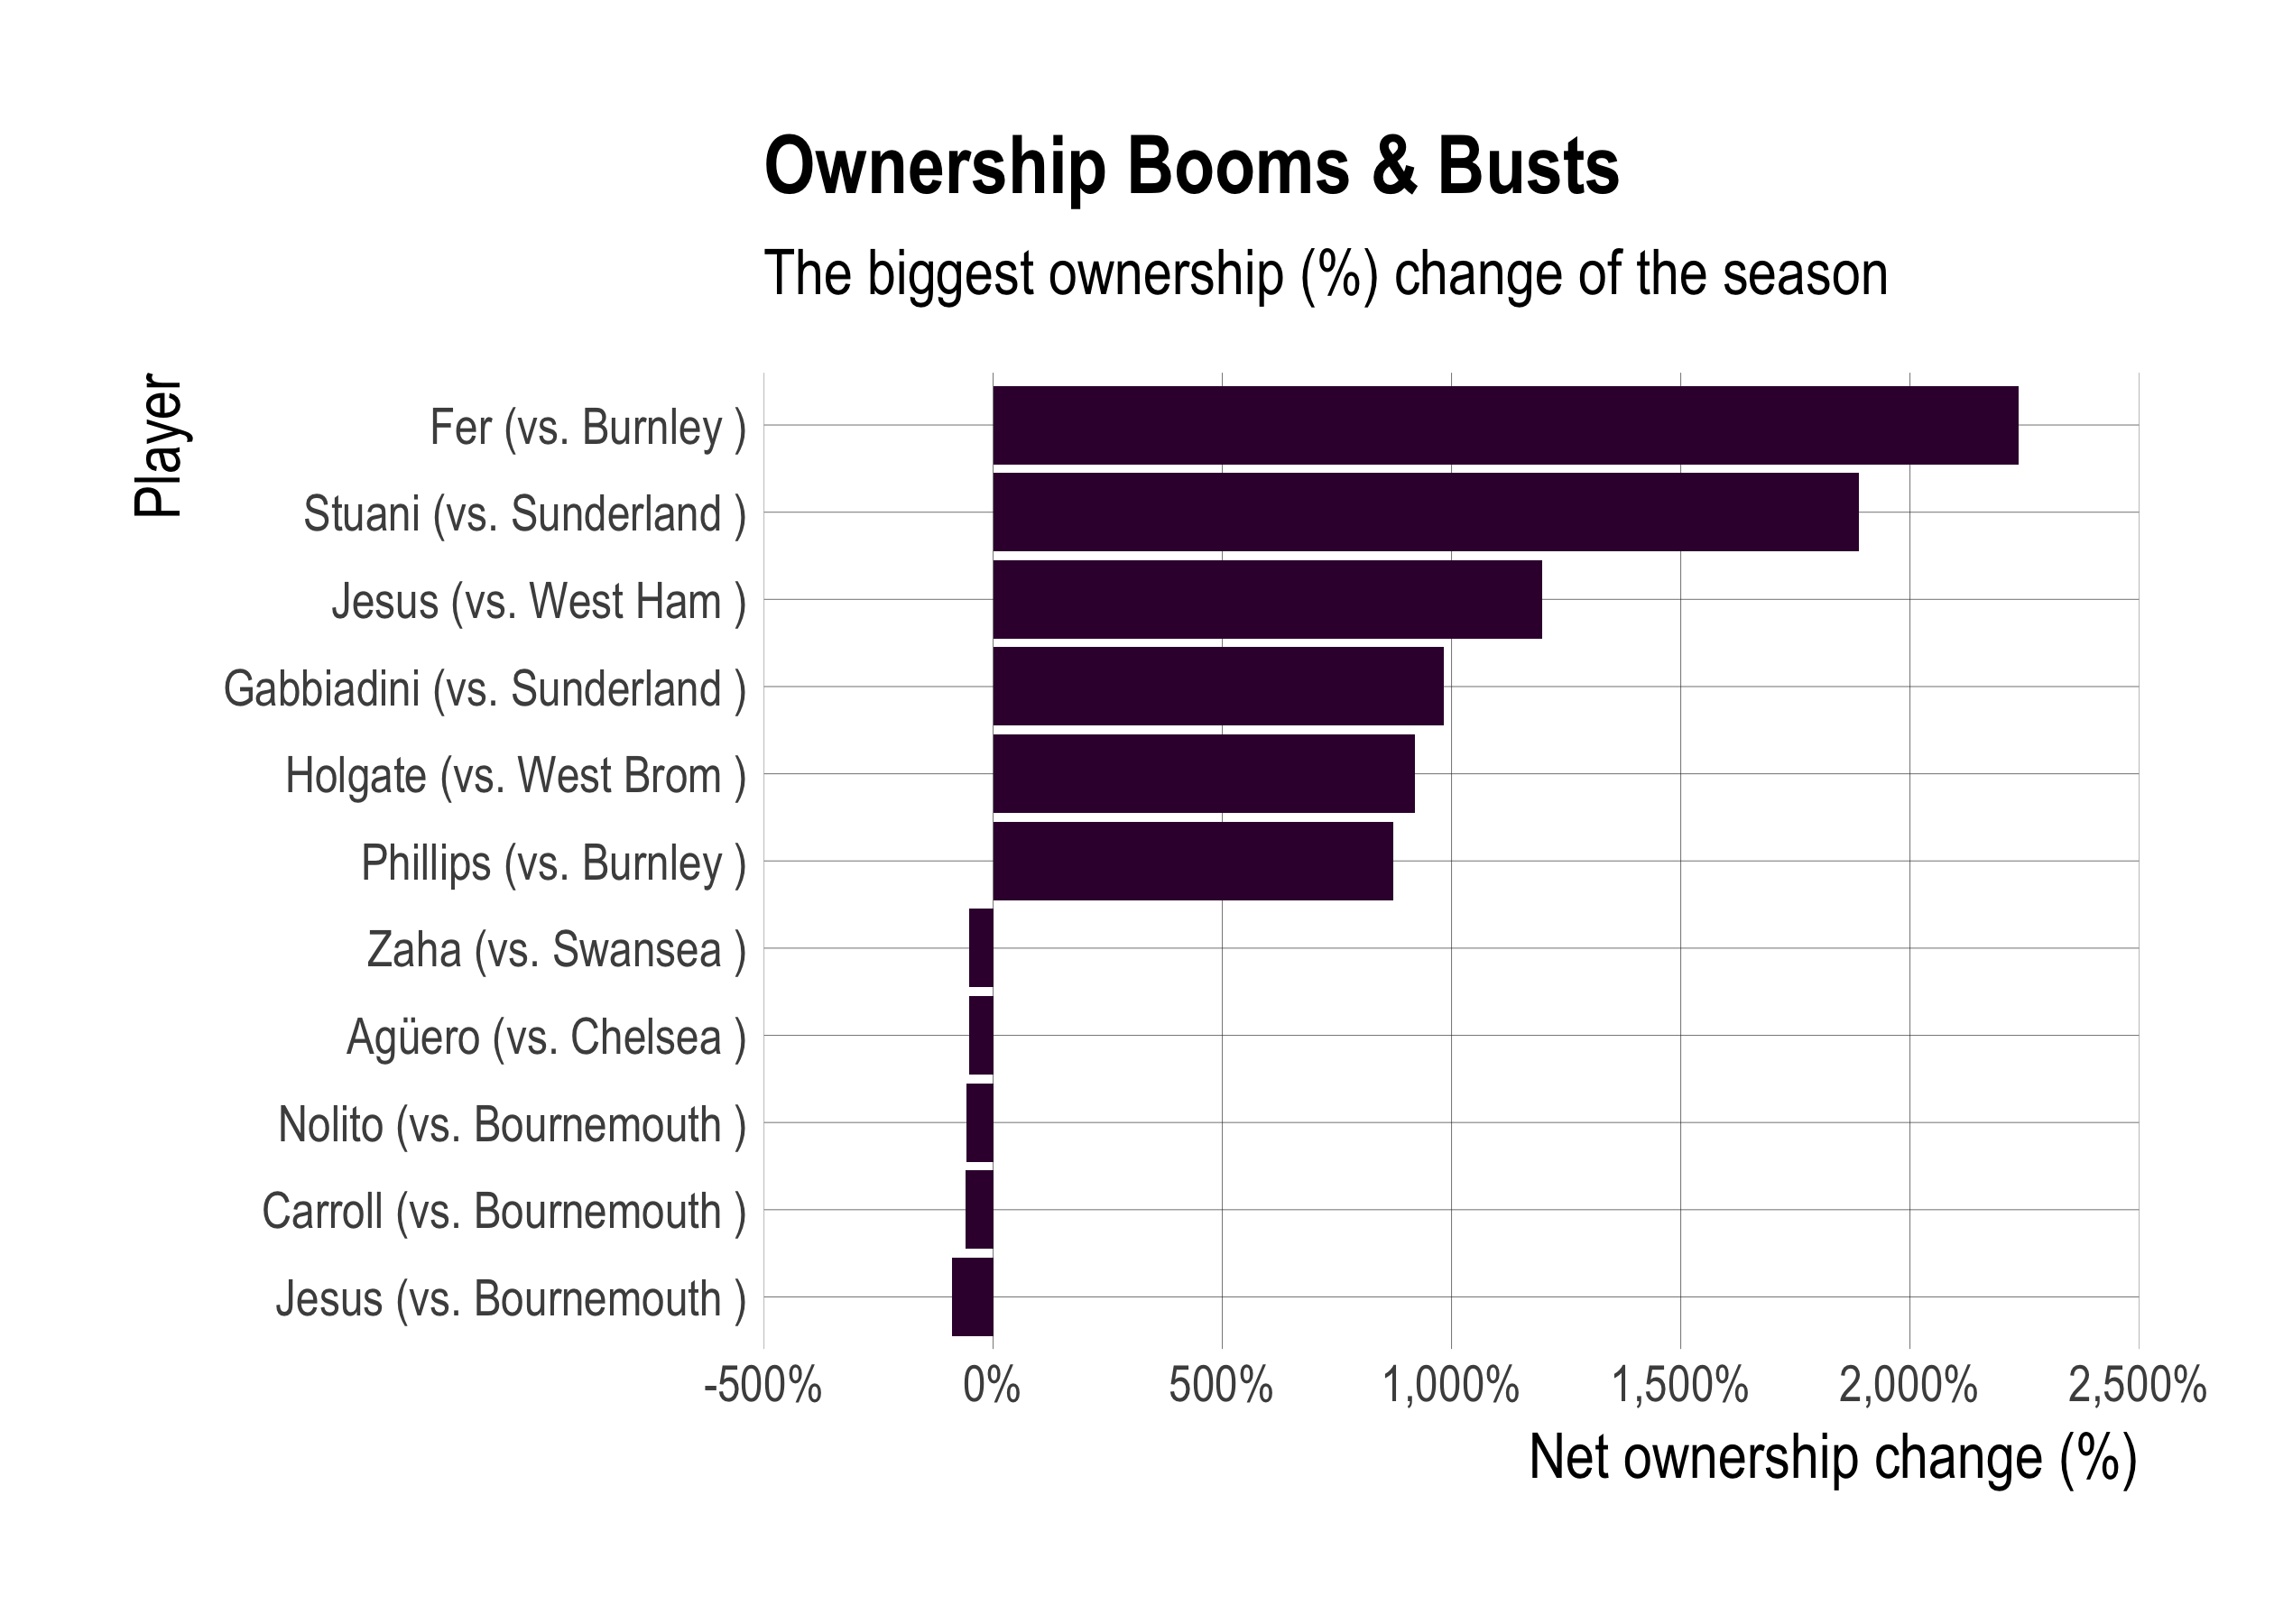 Ownership Booms & Busts
The biggest ownership (%) change of the season
Player
Fer (vs. Burnley )
Stuani (vs. Sunderland )
Jesus (vs. West Ham )
Gabbiadini (vs. Sunderland )
Holgate (vs. West Brom )
Phillips (vs. Burnley )
Zaha (vs. Swansea )
Agüero (vs. Chelsea )
Nolito (vs. Bournemouth )
Carroll (vs. Bournemouth )
Jesus (vs. Bournemouth )
-500% 0% 500% 1,000% 1,500% 2,000% 2,500%
Net ownership change (%)